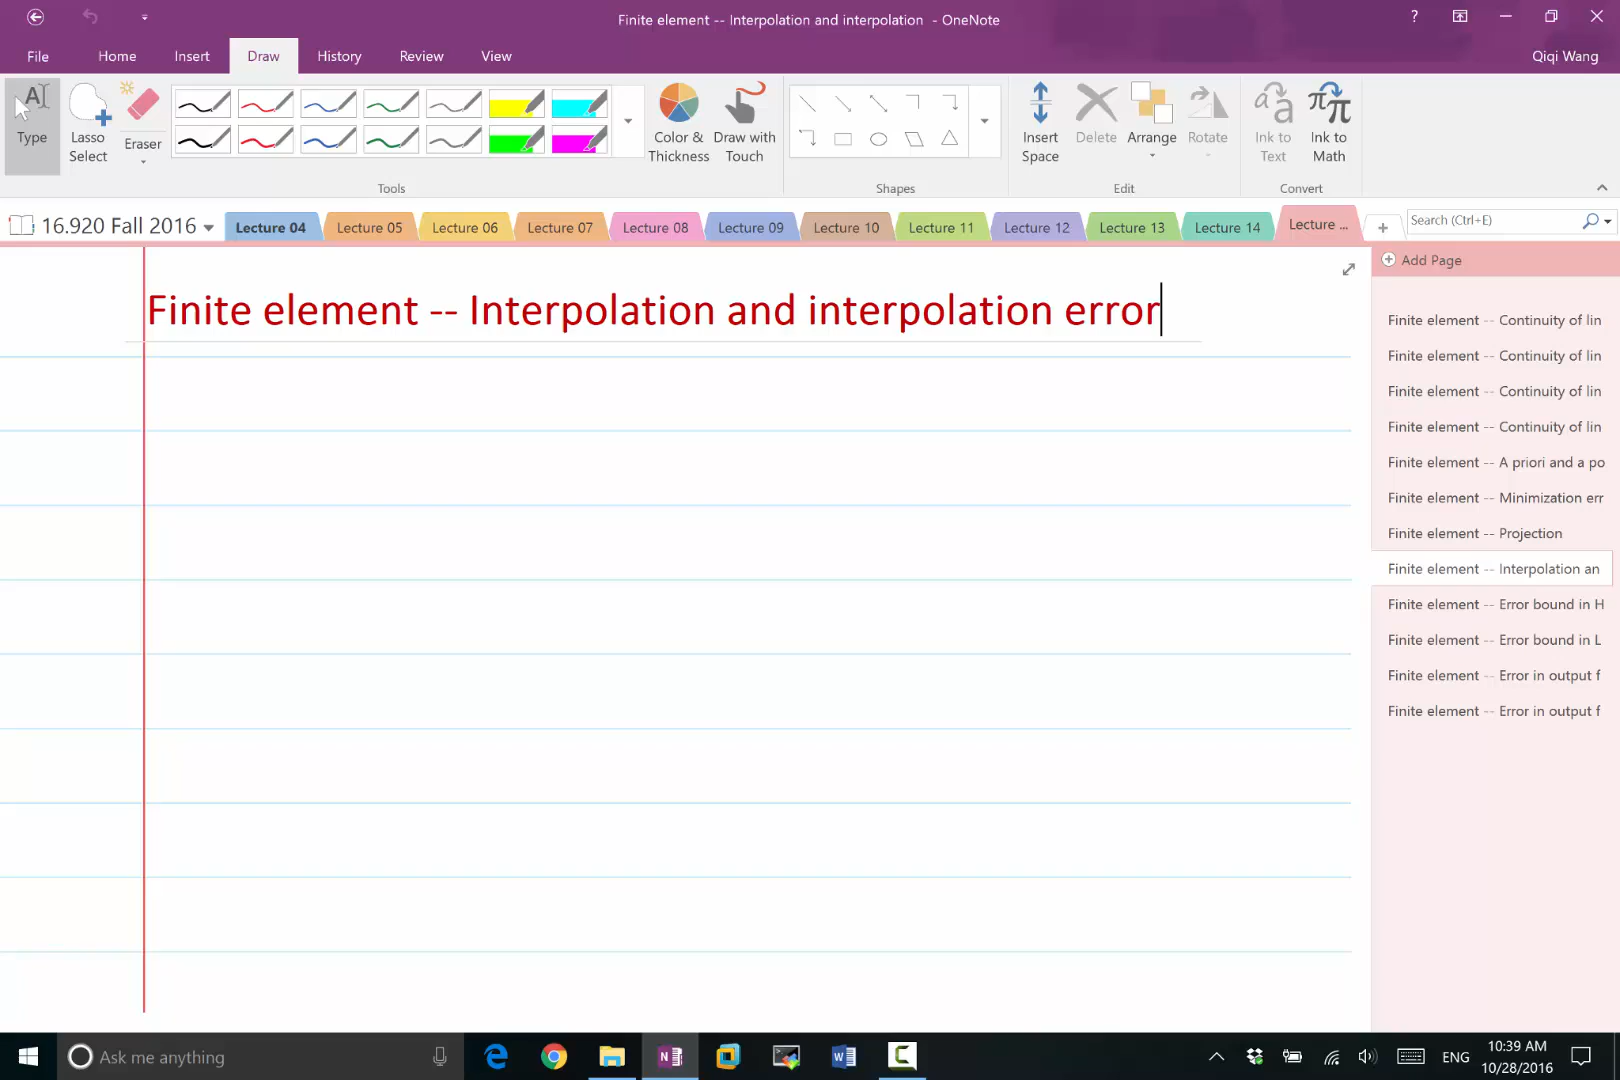 Finite element -- Interpolation and interpolation - OneNote
?
File
Home
Insert
Draw
History
Review
View
Qiqi Wang
Type
Lasso Select
Eraser
Color & Thickness
Draw with Touch
Insert Space
Delete
Arrange
Rotate
Ink to Text
Ink to Math
Tools
Shapes
Edit
Convert
16.920 Fall 2016
Lecture 04
Lecture 05
Lecture 06
Lecture 07
Lecture 08
Lecture 09
Lecture 10
Lecture 11
Lecture 12
Lecture 13
Lecture 14
Lecture ...
Search (Ctrl+E)
Add Page
Finite element -- Interpolation and interpolation error
Finite element -- Continuity of lin
Finite element -- Continuity of lin
Finite element -- Continuity of lin
Finite element -- Continuity of lin
Finite element -- A priori and a po
Finite element -- Minimization err
Finite element -- Projection
Finite element -- Interpolation an
Finite element -- Error bound in H
Finite element -- Error bound in L
Finite element -- Error in output f
Finite element -- Error in output f
Ask me anything
ENG
10:39 AM
10/28/2016